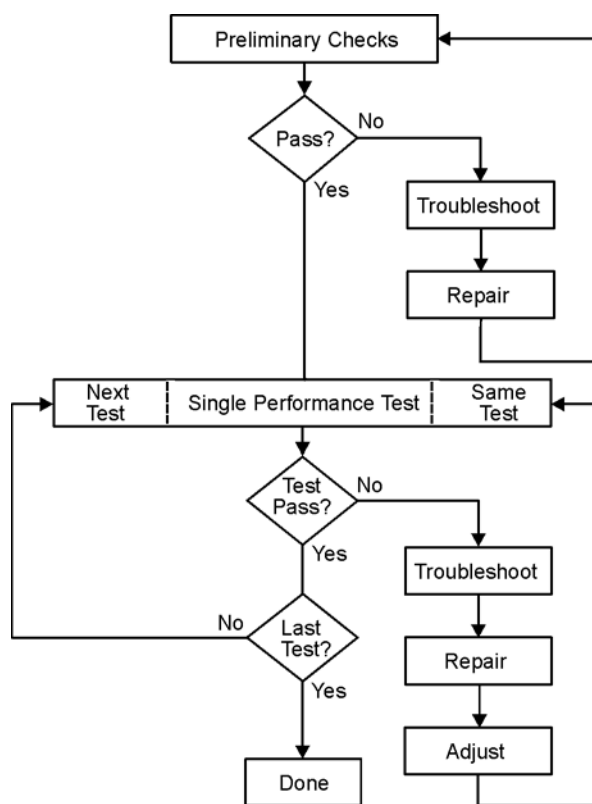 Preliminary Checks
No
Pass?
Yes
Troubleshoot
Repair
Next
Test
Single Performance Test
Same
Test
No
Test
Pass?
Yes
Troubleshoot
No
Last
Test?
Yes
Repair
Adjust
Done